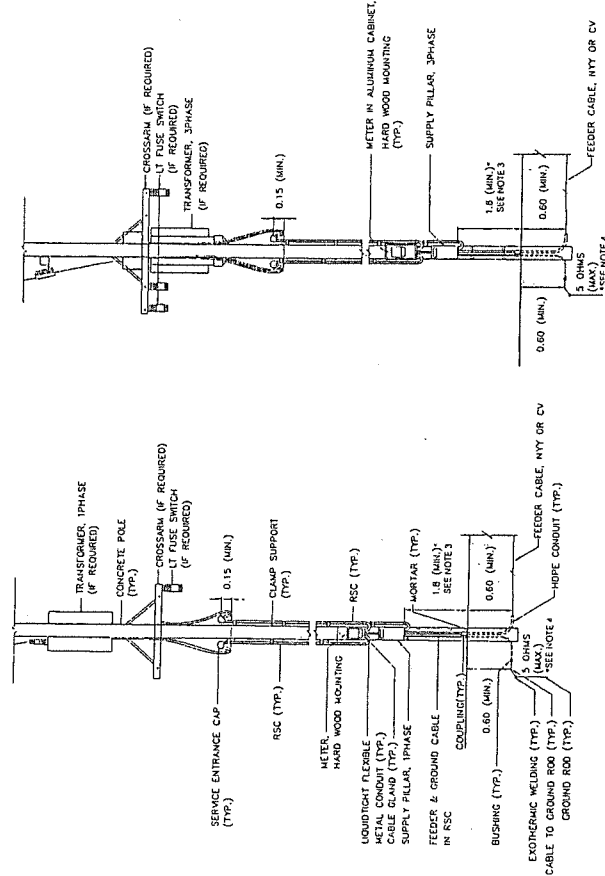 TRANSFORMER, 1PHASE
(IF REQUIRED)
CONCRETE POLE
(TYP.)
CROSSARM (IF REQUIRED)
LT FUSE SWITCH
(IF REQUIRED)
0.15 (MIN.)
SERVICE ENTRANCE CAP
(TYP.)
CLAMP SUPPORT
(TYP.)
RSC (TYP.)
METER,
HARD WOOD MOUNTING
RSC (TYP.)
LIQUIDTIGHT FLEXIBLE
METAL CONDUIT (TYP.)
CABLE GLAND (TYP.)
SUPPLY PILLAR, 1PHASE
MORTAR (TYP.)
FEEDER & GROUND CABLE
IN RSC
1.8 (MIN.)*
SEE NOTE 3
COUPLING(TYP.)
0.60 (MIN.)
0.60 (MIN.)
BUSHING (TYP.)
FEEDER CABLE, NYY OR CV
HDPE CONDUIT (TYP.)
5 OHMS
(MAX.)
*SEE NOTE 4
EXOTHERMIC WELDING (TYP.)
CABLE TO GROUND ROD (TYP.)
GROUND ROD (TYP.)
CROSSARM (IF REQUIRED)
LT FUSE SWITCH
(IF REQUIRED)
TRANSFORMER, 3PHASE
(IF REQUIRED)
0.15 (MIN.)
METER IN ALUMINUM CABINET,
HARD WOOD MOUNTING
(TYP.)
SUPPLY PILLAR, 3PHASE
1.8 (MIN.)*
SEE NOTE 3
0.60 (MIN.)
0.60 (MIN.)
FEEDER CABLE, NYY OR CV
5 OHMS
(MAX.)
*SEE NOTE 4